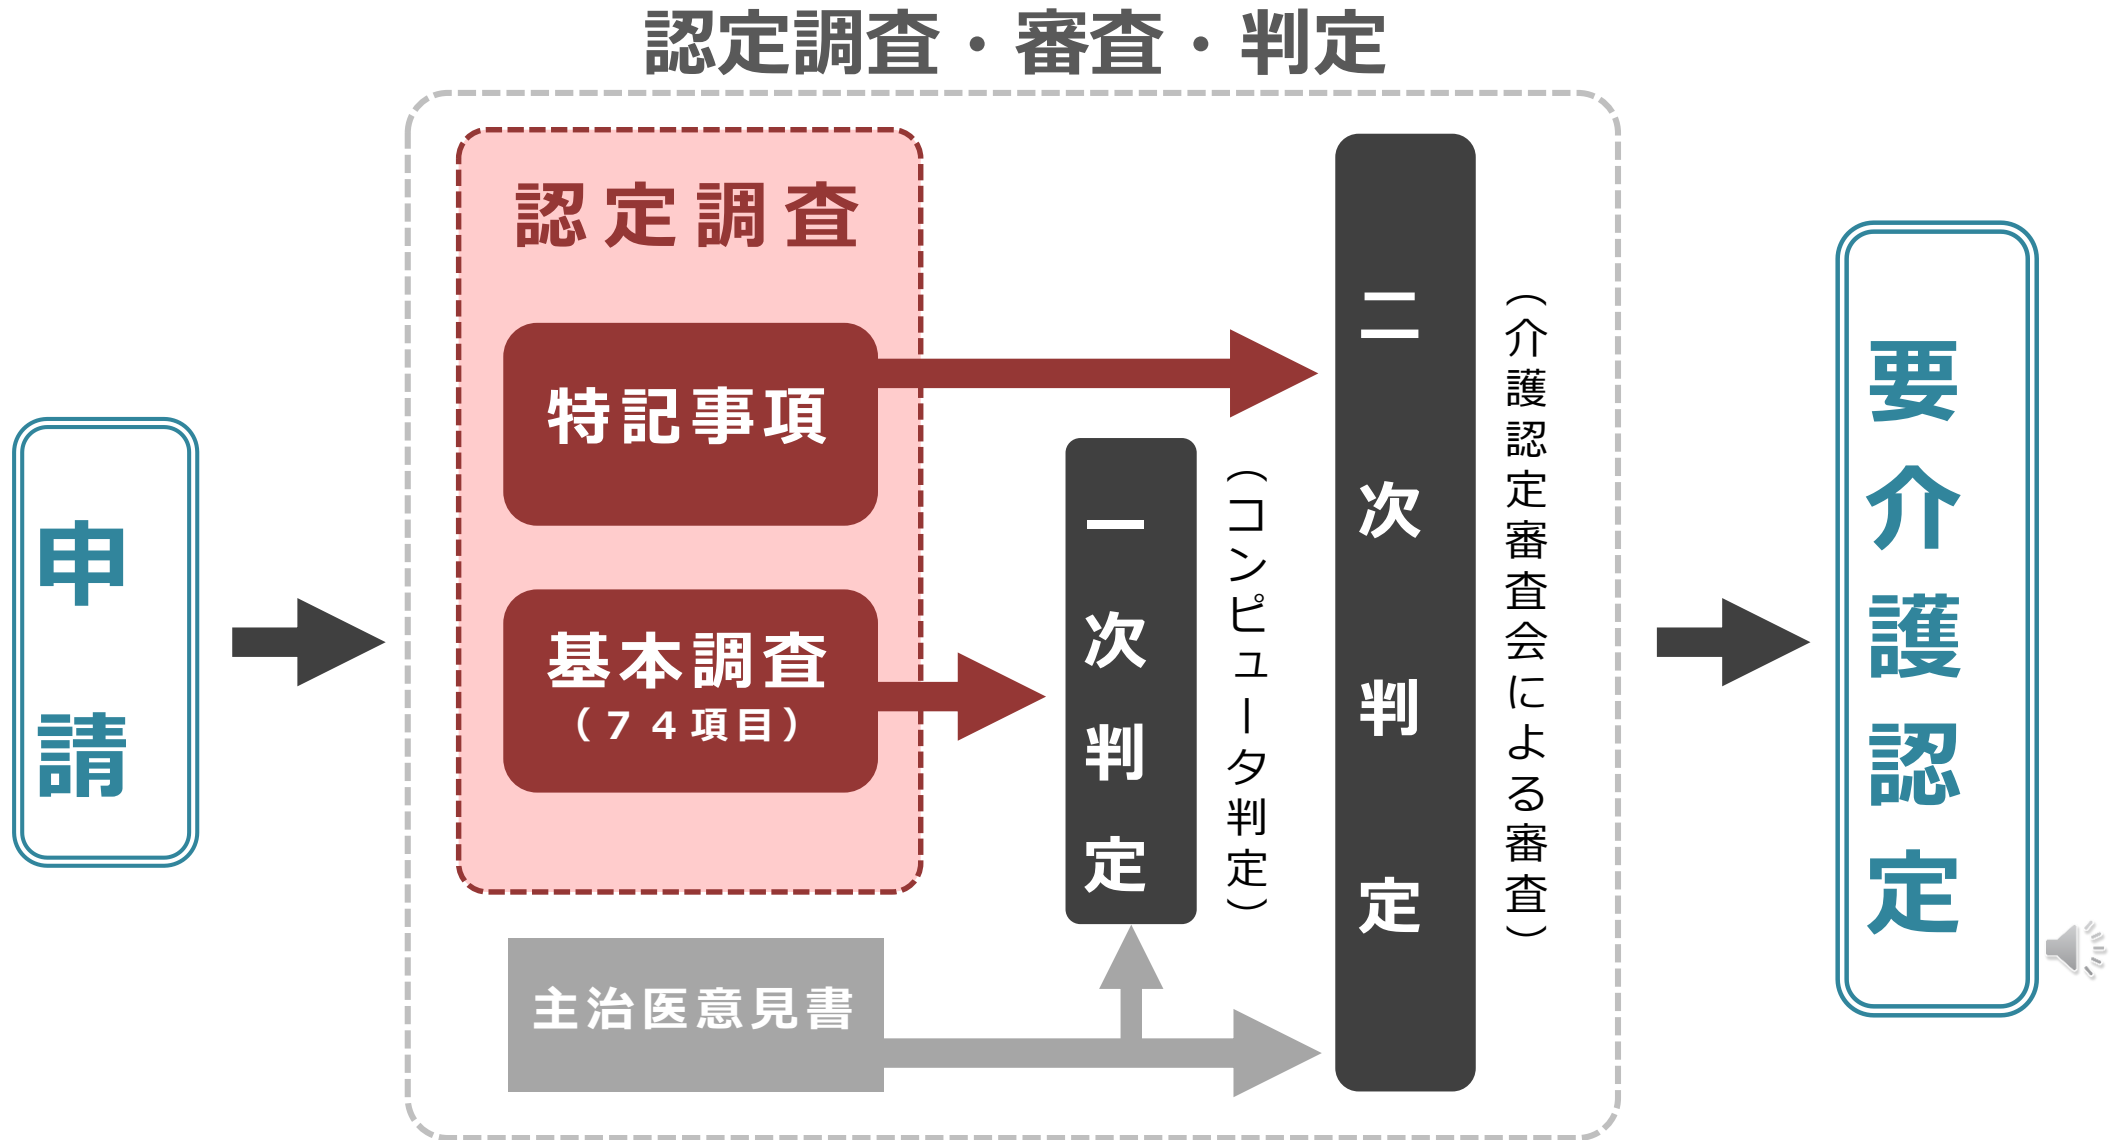 認定調査・審査・判定
申請
認定調査
特記事項
基本調査
（７４項目）
主治医意見書
一次判定
（コンピュータ判定）
二次判定
（介護認定審査会による審査）
要介護認定